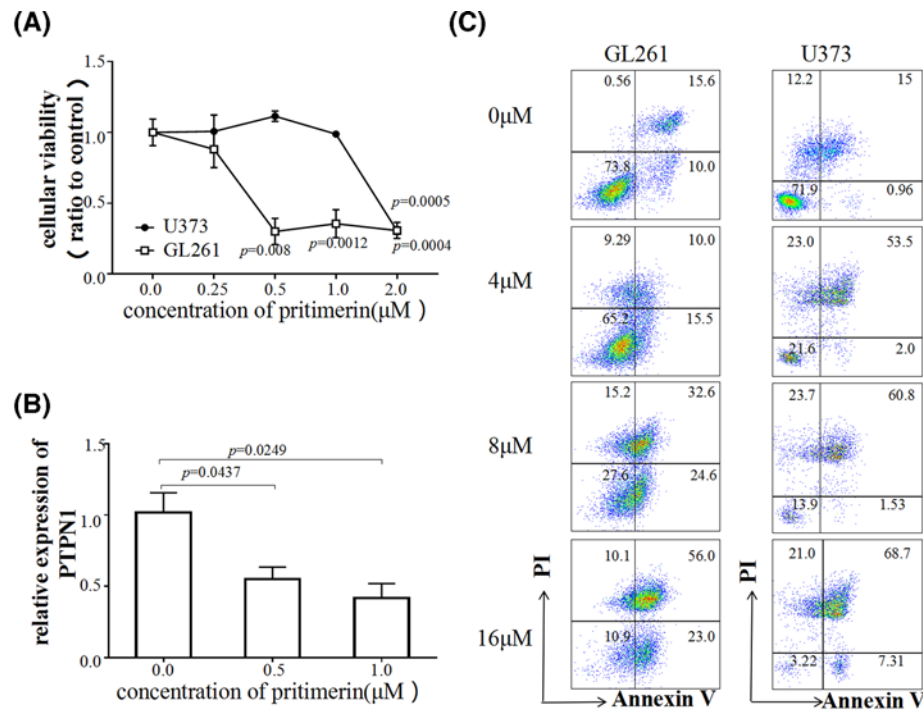 (A)
cellular viability
( ratio to control )
1.5
1.0
0.5
0.0
U373
GL261
p=0.008
p=0.0012
p=0.0005
p=0.0004
0.0 0.25 0.5 1.0 2.0
concentration of pritimerin(μM )
(B)
relative expression of
PTPN1
1.5
1.0
0.5
0.0
p=0.0249
p=0.0437
0.0 0.5 1.0
concentration of pritimerin(μM )
(C)
GL261 U373
0μM
0.56 15.6
73.8 10.0
12.2 15
71.9 0.96
4μM
9.29 10.0
65.2 15.5
23.0 53.5
21.6 2.0
8μM
15.2 32.6
27.6 24.6
23.7 60.8
13.9 1.53
16μM
10.1 56.0
10.9 23.0
21.0 68.7
3.22 7.31
PI
PI
Annexin V
Annexin V